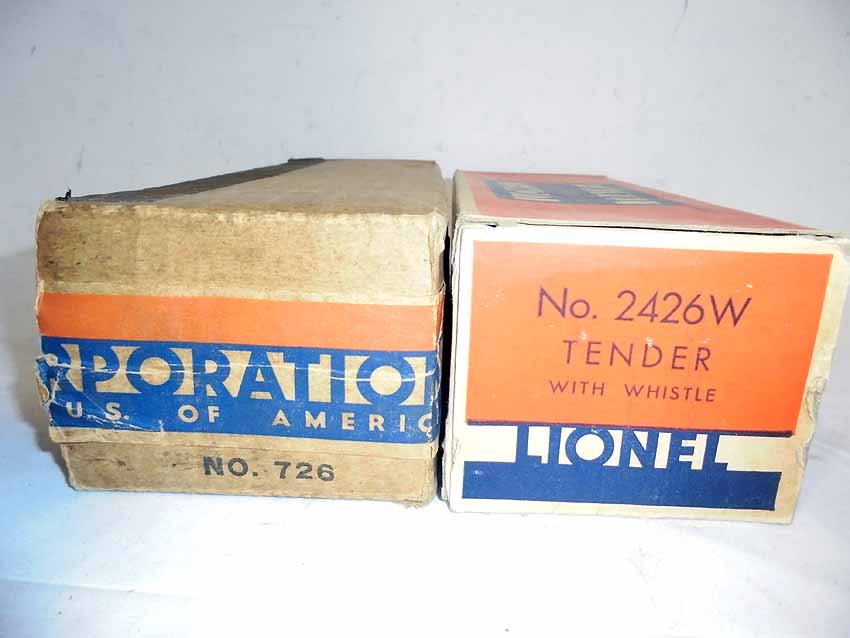 RPORATIO
U.S. OF AMERIC
NO. 726
No. 2426W
TENDER
WITH WHISTLE
LIONEL